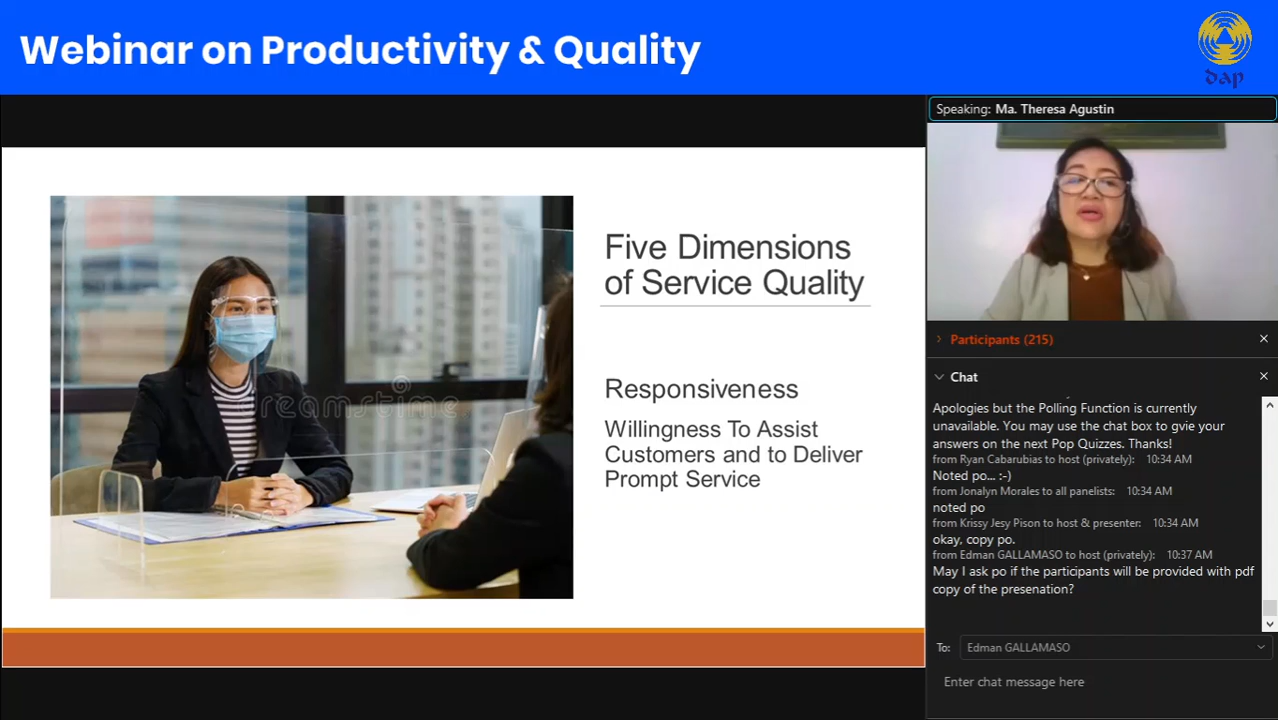 Webinar on Productivity & Quality
dap
Speaking: Ma. Theresa Agustin
Five Dimensions
of Service Quality
Responsiveness
Willingness To Assist
Customers and to Deliver
Prompt Service
dreamstime
Participants (215)
Chat
Apologies but the Polling Function is currently
unavailable. You may use the chat box to gvie your
answers on the next Pop Quizzes. Thanks!
from Ryan Cabarubias to host (privately): 10:34 AM
Noted po... :-)
from Jonalyn Morales to all panelists: 10:34 AM
noted po
from Krissy Jesy Pison to host & presenter: 10:34 AM
okay, copy po.
from Edman GALLAMASO to host (privately): 10:37 AM
May I ask po if the participants will be provided with pdf
copy of the presenation?
To: Edman GALLAMASO
Enter chat message here